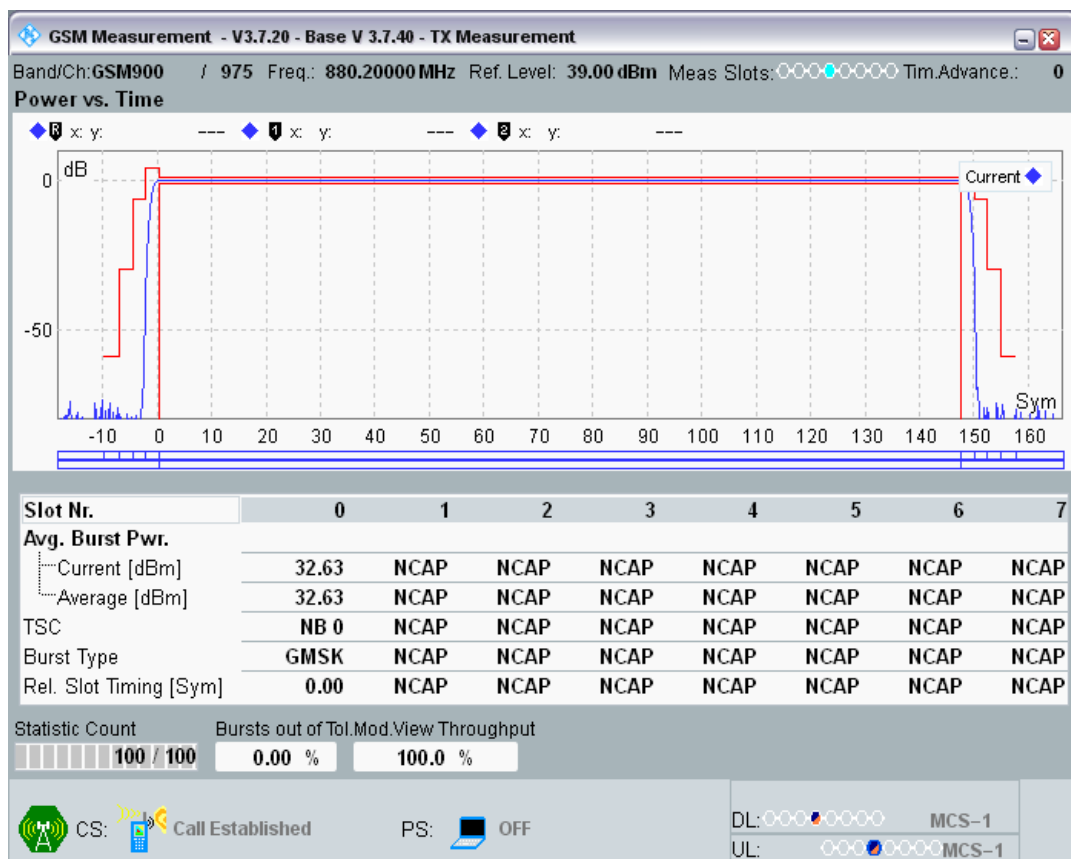 GSM Measurement - V3.7.20 - Base V 3.7.40 - TX Measurement
Band/Ch:GSM900 / 975 Freq.: 880.20000 MHz Ref. Level: 39.00 dBm Meas Slots: Tim.Advance.: 0
Power vs. Time
R x: y: --- 1 x: y: --- 2 x: y: ---
dB
0
Current
-50
Sym
-10 0 10 20 30 40 50 60 70 80 90 100 110 120 130 140 150 160
Slot Nr. 0 1 2 3 4 5 6 7
Avg. Burst Pwr.
Current [dBm] 32.63 NCAP NCAP NCAP NCAP NCAP NCAP NCAP
Average [dBm] 32.63 NCAP NCAP NCAP NCAP NCAP NCAP NCAP
TSC NB 0 NCAP NCAP NCAP NCAP NCAP NCAP NCAP
Burst Type GMSK NCAP NCAP NCAP NCAP NCAP NCAP NCAP
Rel. Slot Timing [Sym] 0.00 NCAP NCAP NCAP NCAP NCAP NCAP NCAP
Statistic Count Bursts out of Tol. Mod.View Throughput
100 / 100 0.00 % 100.0 %
CS: Call Established PS: OFF
DL: MCS-1
UL: MCS-1